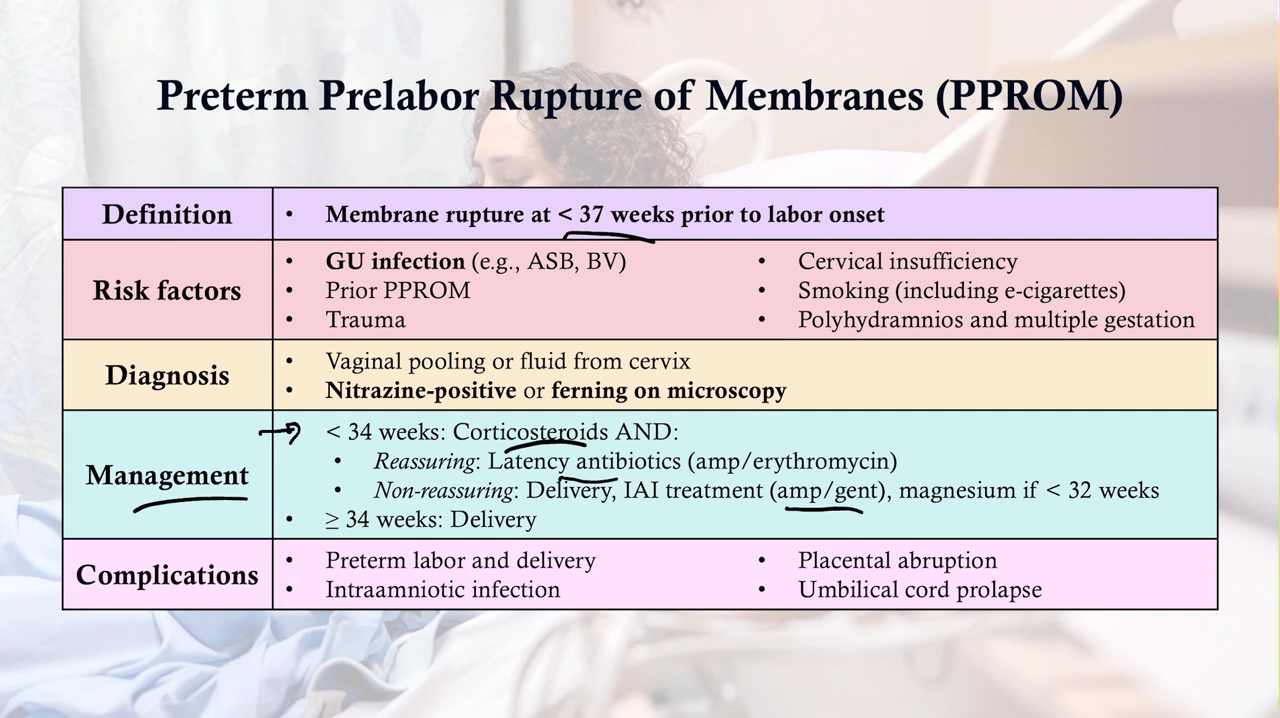 Preterm Prelabor Rupture of Membranes (PPROM)
Definition
• Membrane rupture at < 37 weeks prior to labor onset
Risk factors
• GU infection (e.g., ASB, BV)
• Prior PPROM
• Trauma
• Cervical insufficiency
• Smoking (including e-cigarettes)
• Polyhydramnios and multiple gestation
Diagnosis
• Vaginal pooling or fluid from cervix
• Nitrazine-positive or ferning on microscopy
Management
< 34 weeks: Corticosteroids AND:
• Reassuring: Latency antibiotics (amp/erythromycin)
• Non-reassuring: Delivery, IAI treatment (amp/gent), magnesium if < 32 weeks
• ≥ 34 weeks: Delivery
Complications
• Preterm labor and delivery
• Intraamniotic infection
• Placental abruption
• Umbilical cord prolapse